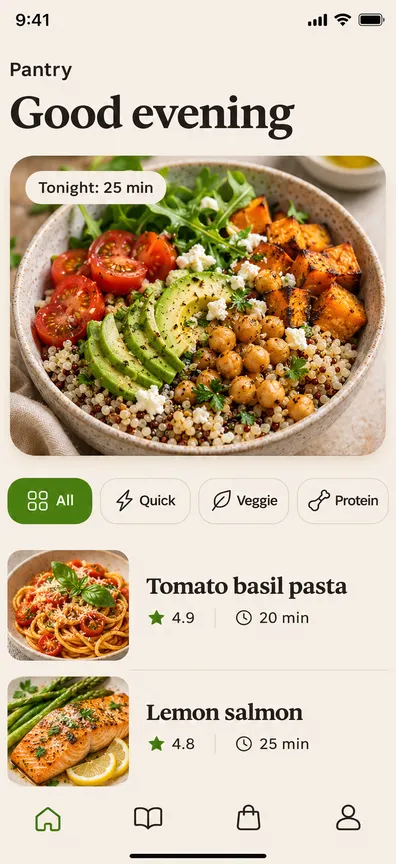 9:41
Pantry
Good evening
Tonight: 25 min
All
Quick
Veggie
Protein
Tomato basil pasta
4.9
20 min
Lemon salmon
4.8
25 min